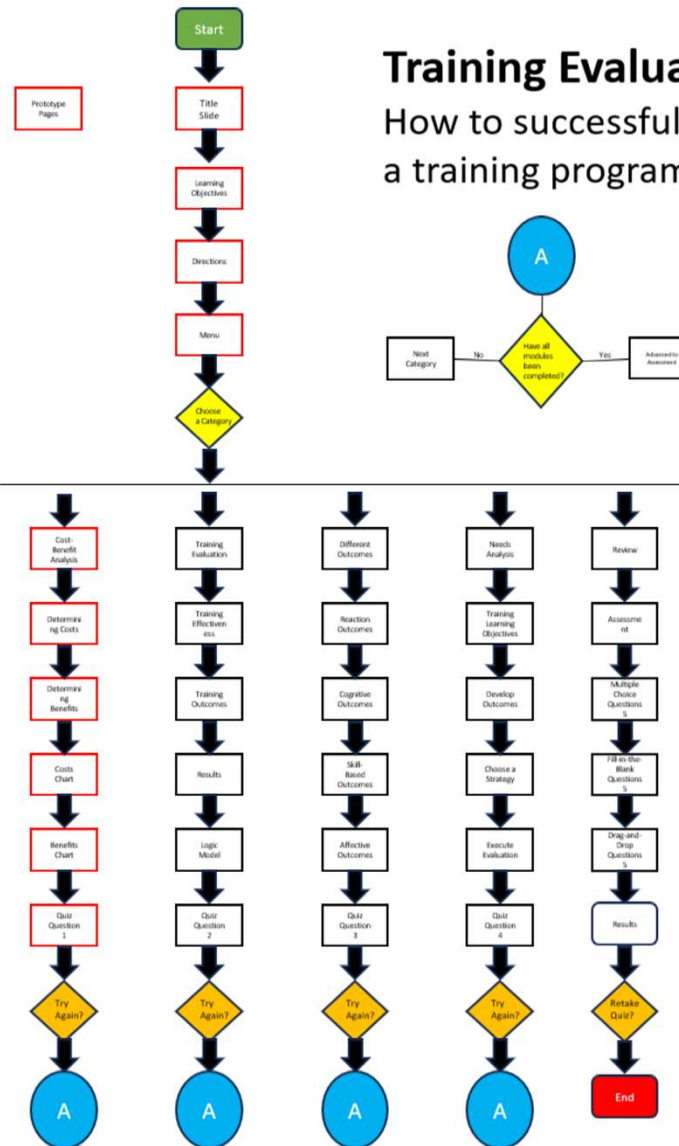 Start
Training Evalua
How to successful
a training program
Prototype
Pages
Title
Slide
Learning
Objectives
Directions
Menu
Choose
a Category
A
Have all
modules
been
completed?
No
Yes
Next
Category
Advanced to
Assessment
Cost-
Benefit
Analysis
Determini
ng Costs
Determini
ng
Benefits
Costs
Chart
Benefits
Chart
Quiz
Question
1
Try
Again?
A
Training
Evaluation
Training
Effectiven
ess
Training
Outcomes
Results
Logic
Model
Quiz
Question
2
Try
Again?
A
Different
Outcomes
Reaction
Outcomes
Cognitive
Outcomes
Skill-
Based
Outcomes
Affective
Outcomes
Quiz
Question
3
Try
Again?
A
Needs
Analysis
Training
Learning
Objectives
Develop
Outcomes
Choose a
Strategy
Execute
Evaluation
Quiz
Question
4
Try
Again?
A
Review
Assessme
nt
Multiple
Choice
Questions
5
Fill-in-the-
Blank
Questions
5
Drag-and-
Drop
Questions
5
Results
Retake
Quiz?
End